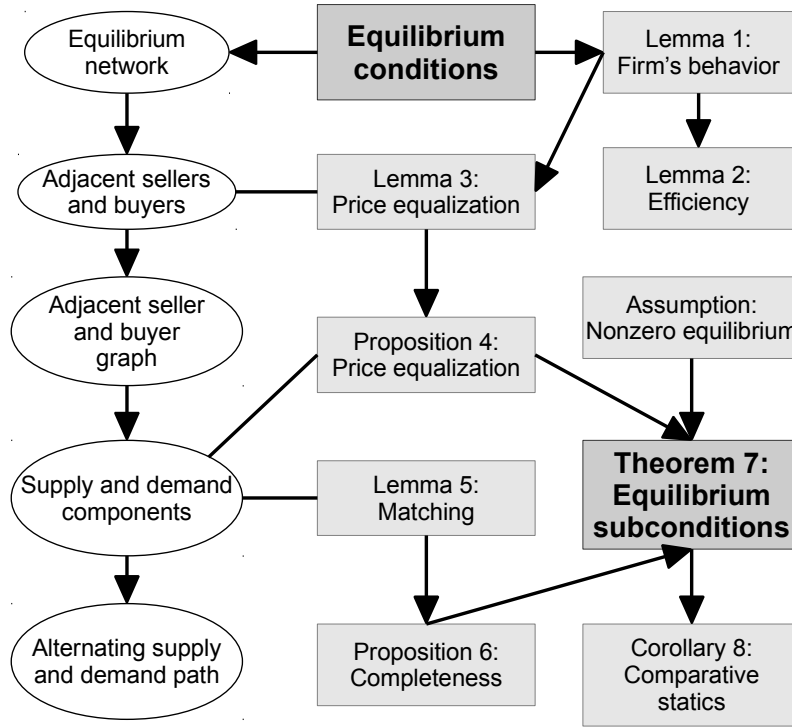 Equilibrium
network
Equilibrium
conditions
Lemma 1:
Firm's behavior
Adjacent sellers
and buyers
Lemma 3:
Price equalization
Lemma 2:
Efficiency
Adjacent seller
and buyer
graph
Proposition 4:
Price equalization
Assumption:
Nonzero equilibrium
Supply and demand
components
Lemma 5:
Matching
Theorem 7:
Equilibrium
subconditions
Alternating supply
and demand path
Proposition 6:
Completeness
Corollary 8:
Comparative
statics